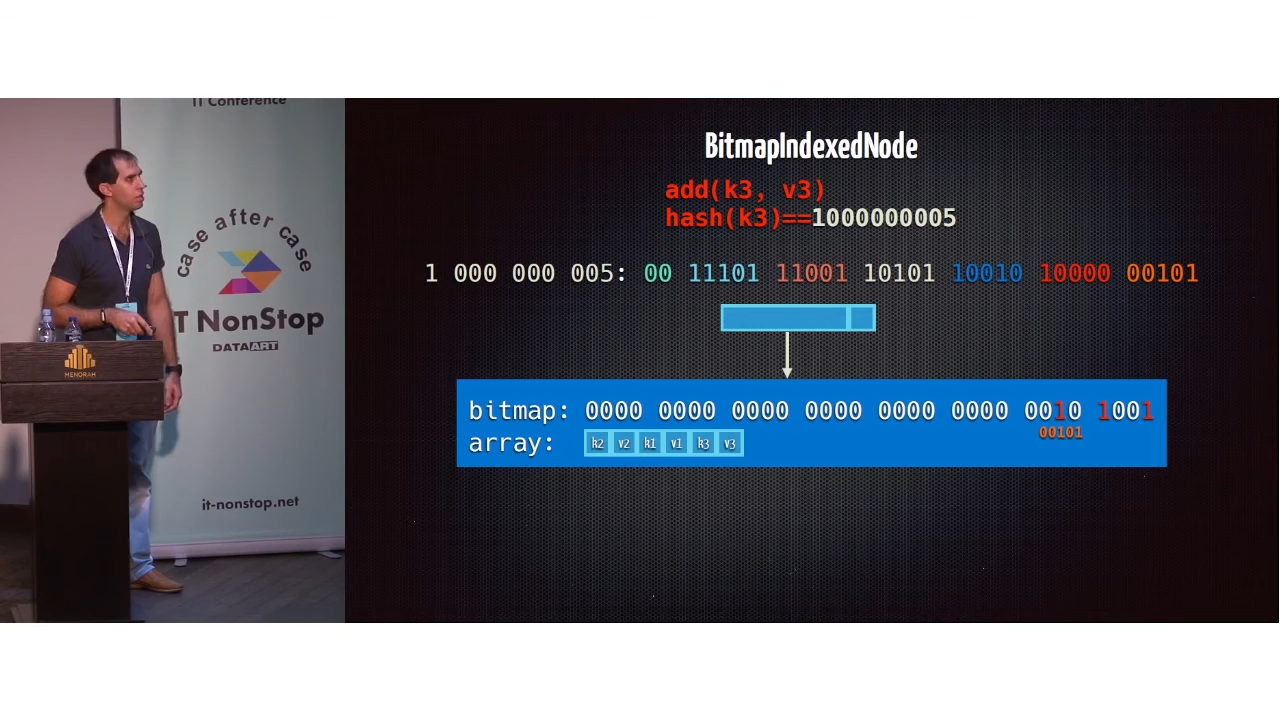 IT Conference
case after case
IT NonStop
DATAART
MENORAH
it-nonstop.net
BitmapIndexedNode
add(k3, v3)
hash(k3)==1000000005
1 000 000 005: 00 11101 11001 10101 10010 10000 00101
bitmap: 0000 0000 0000 0000 0000 0000 0010 1001
00101
array: k2 v2 k1 v1 k3 v3